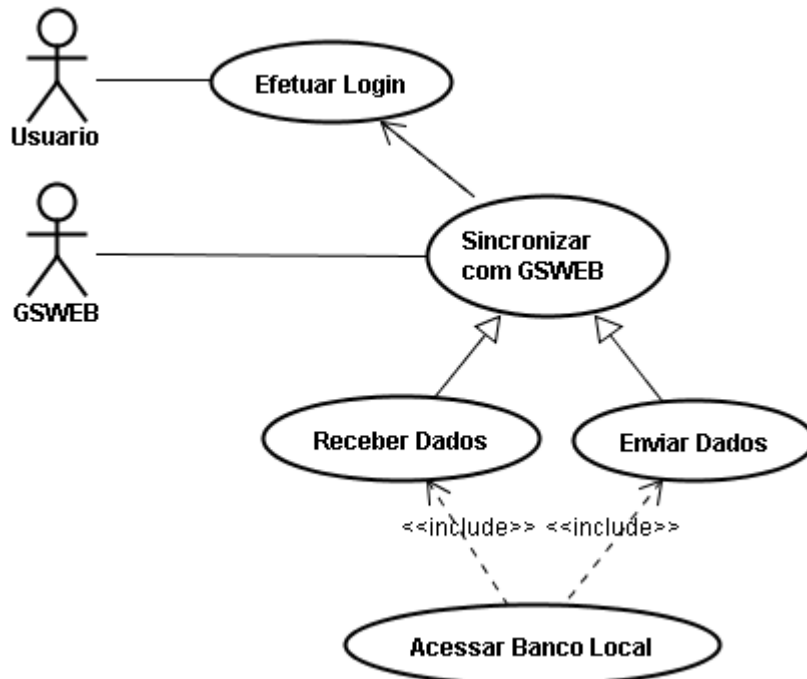 Efetuar Login
Usuario
Sincronizar
com GSWEB
GSWEB
Receber Dados
Enviar Dados
<<include>> <<include>>
Acessar Banco Local